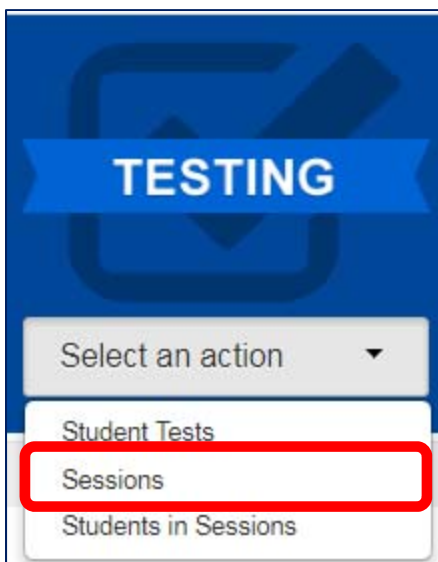 TESTING
Select an action
Student Tests
Sessions
Students in Sessions